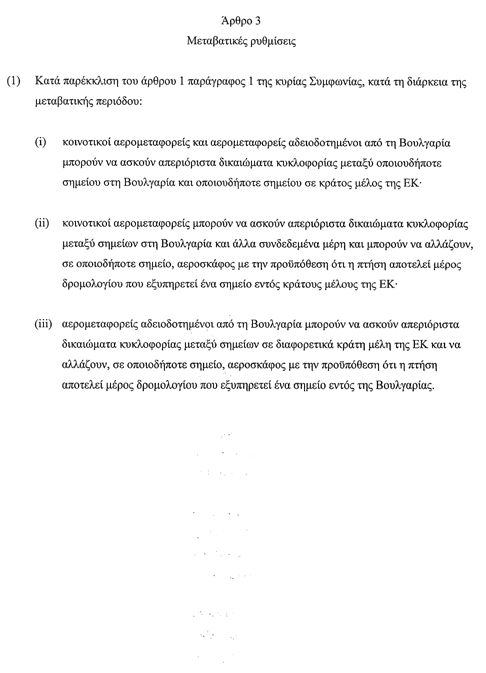 Άρθρο 3
Μεταβατικές ρυθμίσεις
(1) Κατά παρέκκλιση του άρθρου 1 παράγραφος 1 της κυρίας Συμφωνίας, κατά τη διάρκεια της
μεταβατικής περιόδου:
(i) κοινοτικοί αερομεταφορείς και αερομεταφορείς αδειοδοτημένοι από τη Βουλγαρία
μπορούν να ασκούν απεριόριστα δικαιώματα κυκλοφορίας μεταξύ οποιουδήποτε
σημείου στη Βουλγαρία και οποιουδήποτε σημείου σε κράτος μέλος της ΕΚ·
(ii) κοινοτικοί αερομεταφορείς μπορούν να ασκούν απεριόριστα δικαιώματα κυκλοφορίας
μεταξύ σημείων στη Βουλγαρία και άλλα συνδεδεμένα μέρη και μπορούν να αλλάζουν,
σε οποιοδήποτε σημείο, αεροσκάφος με την προϋπόθεση ότι η πτήση αποτελεί μέρος
δρομολογίου που εξυπηρετεί ένα σημείο εντός κράτους μέλους της ΕΚ·
(iii) αερομεταφορείς αδειοδοτημένοι από τη Βουλγαρία μπορούν να ασκούν απεριόριστα
δικαιώματα κυκλοφορίας μεταξύ σημείων σε διαφορετικά κράτη μέλη της ΕΚ και να
αλλάζουν, σε οποιοδήποτε σημείο, αεροσκάφος με την προϋπόθεση ότι η πτήση
αποτελεί μέρος δρομολογίου που εξυπηρετεί ένα σημείο εντός της Βουλγαρίας.